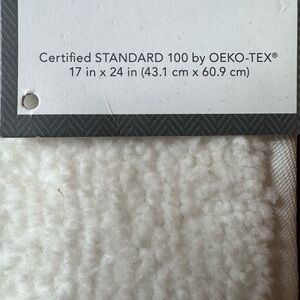 Certified STANDARD 100 by OEKO-TEX®
17 in x 24 in (43.1 cm x 60.9 cm)